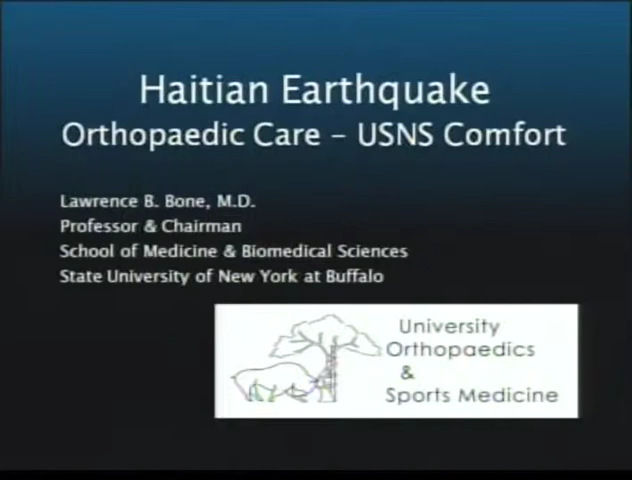 Haitian Earthquake
Orthopaedic Care – USNS Comfort
Lawrence B. Bone, M.D.
Professor & Chairman
School of Medicine & Biomedical Sciences
State University of New York at Buffalo
University
Orthopaedics
&
Sports Medicine